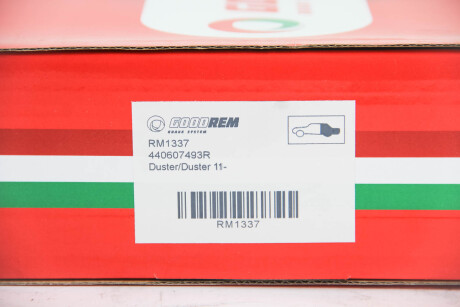 GOODREM
BRAKE SYSTEM
RM1337
440607493R
Duster/Duster 11-
RM1337